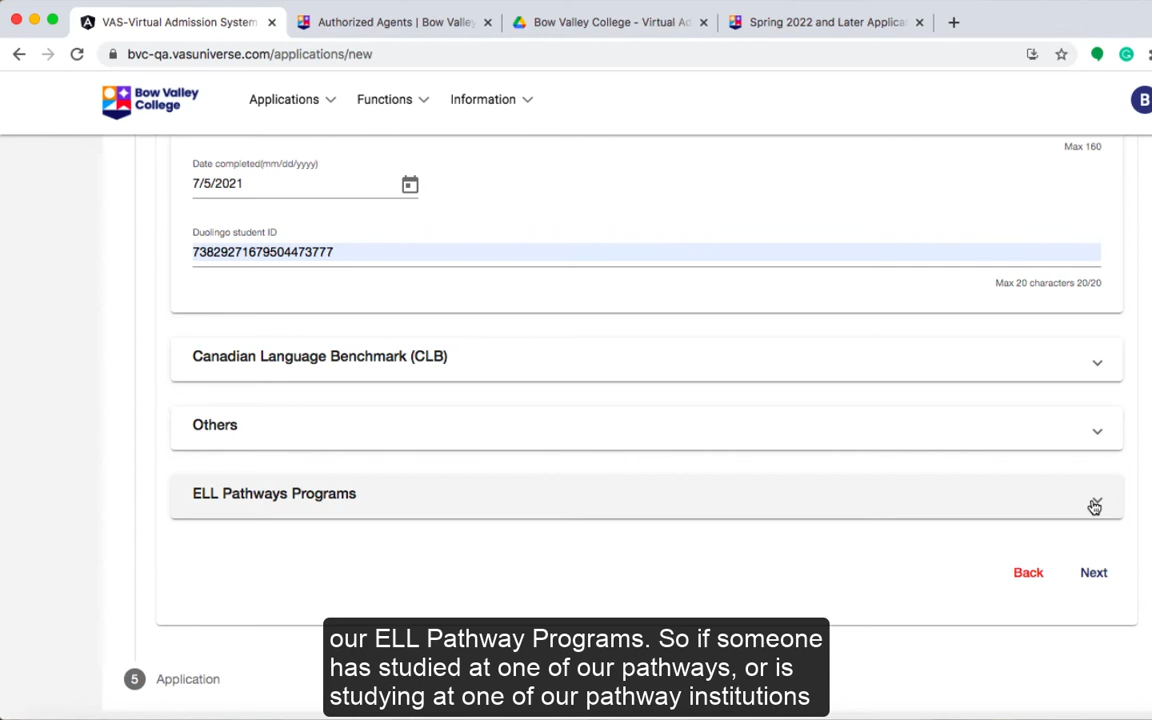 VAS-Virtual Admission System
Authorized Agents | Bow Valley
Bow Valley College - Virtual Ad
Spring 2022 and Later Applica
bvc-qa.vasuniverse.com/applications/new
Bow Valley
College
Applications
Functions
Information
B
Max 160
Date completed(mm/dd/yyyy)
7/5/2021
Duolingo student ID
73829271679504473777
Max 20 characters 20/20
Canadian Language Benchmark (CLB)
Others
ELL Pathways Programs
Back
Next
our ELL Pathway Programs. So if someone
has studied at one of our pathways, or is
studying at one of our pathway institutions
5
Application